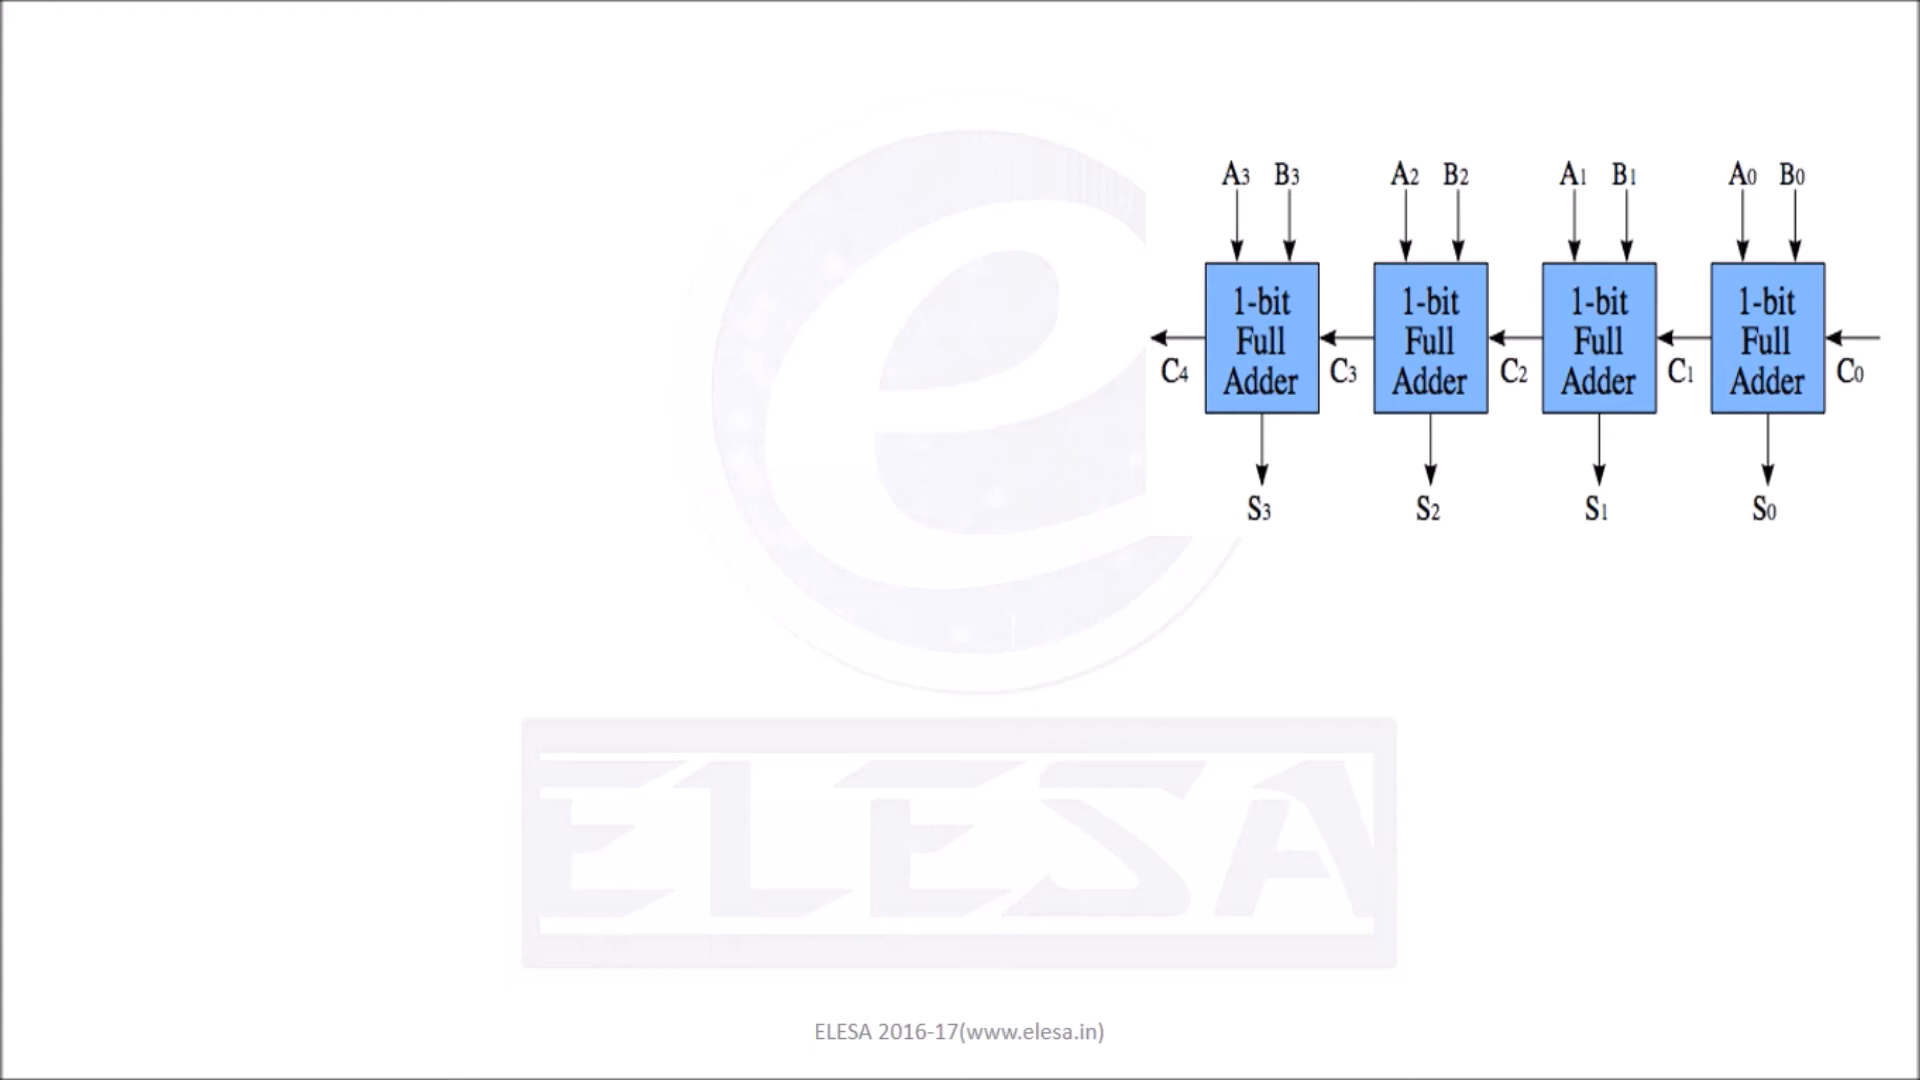 A3 B3 A2 B2 A1 B1 A0 B0
1-bit Full Adder 1-bit Full Adder 1-bit Full Adder 1-bit Full Adder
C4 C3 C2 C1 C0
S3 S2 S1 S0
ELESA
ELESA 2016-17(www.elesa.in)